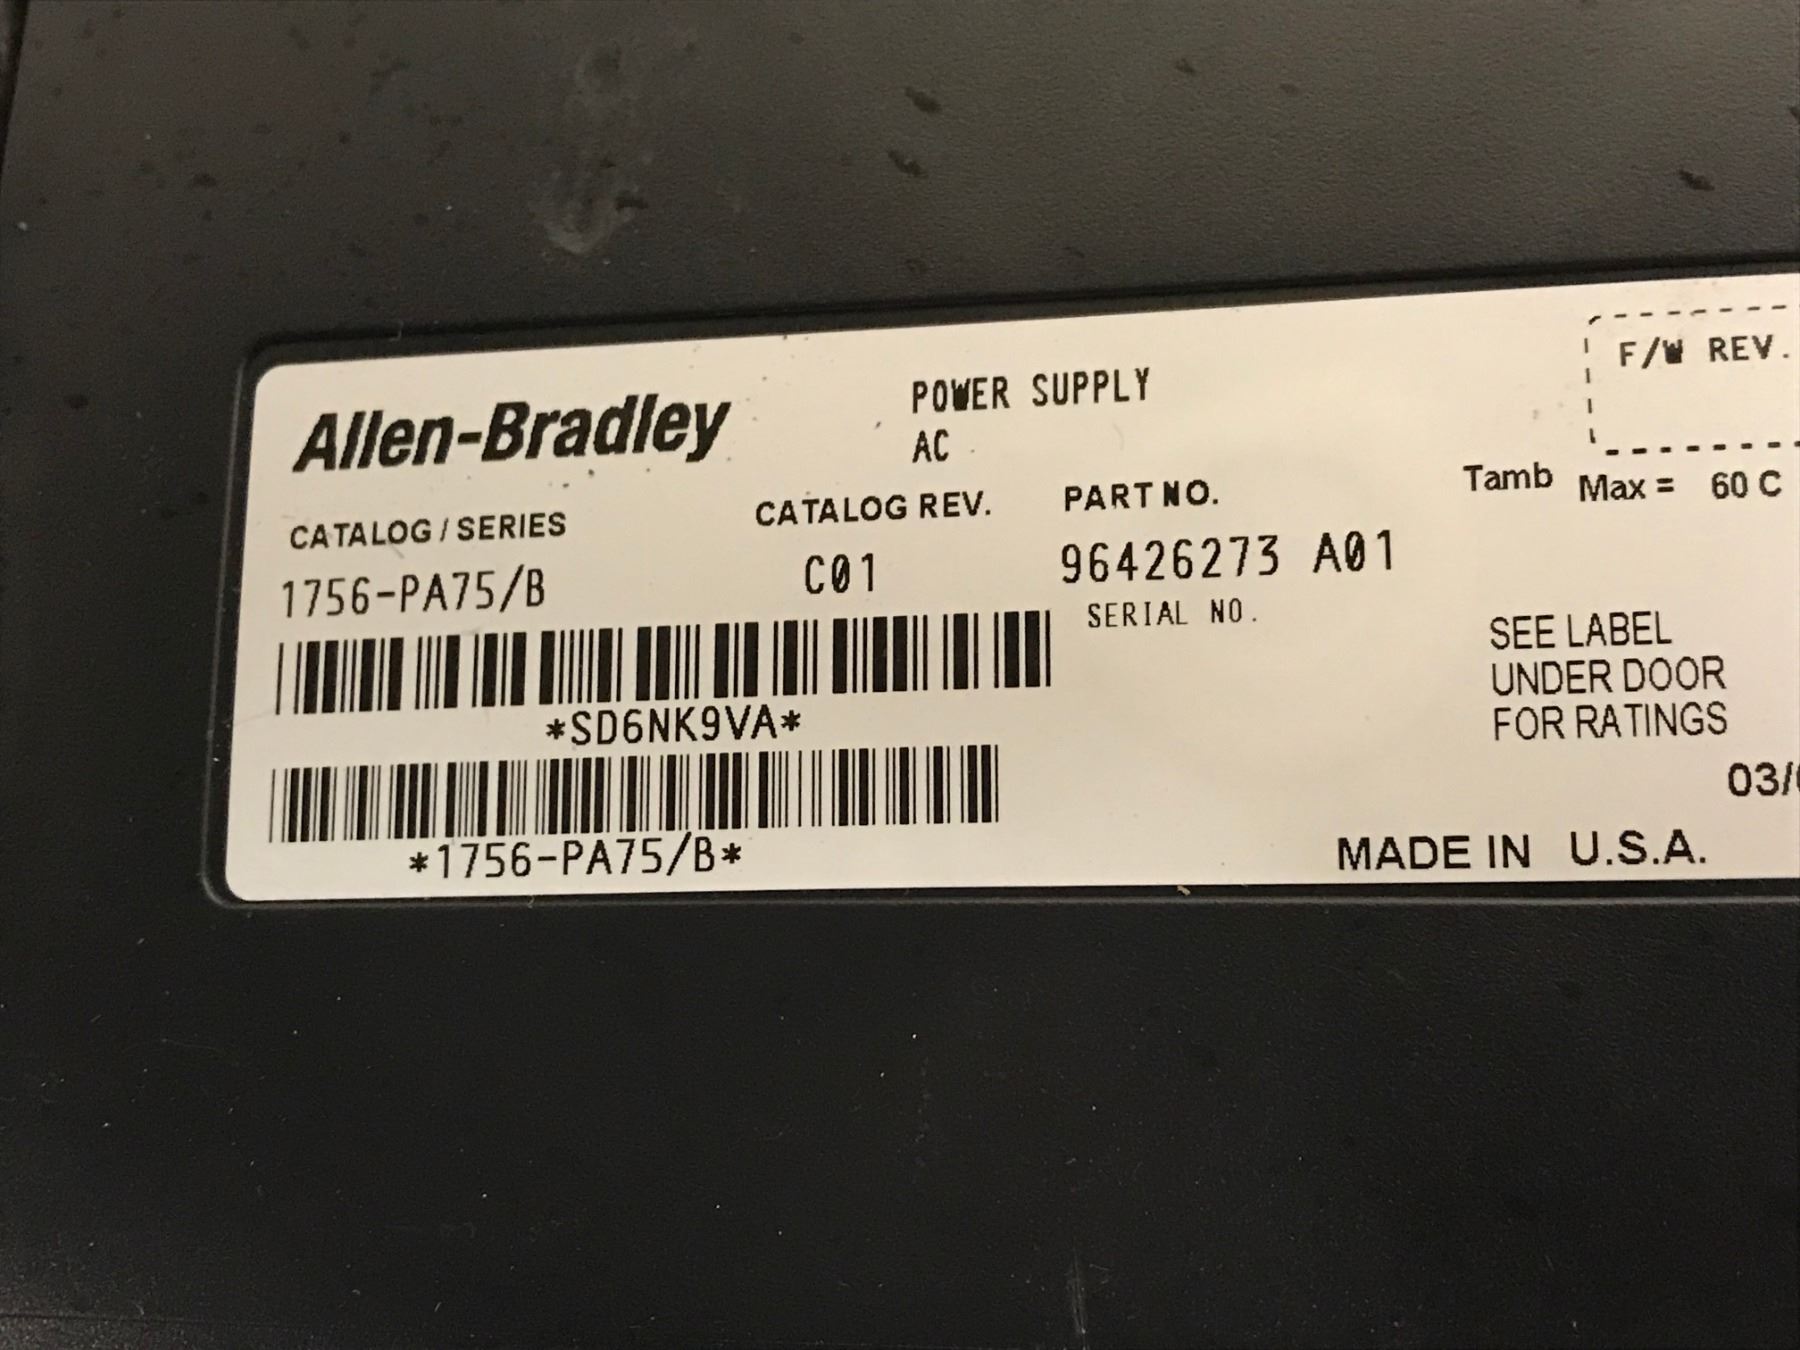 Allen-Bradley
POWER SUPPLY
AC
F/W REV.
CATALOG / SERIES
CATALOG REV.
PART NO.
Tamb Max = 60 C
1756-PA75/B
C01
96426273 A01
SERIAL NO.
SEE LABEL
UNDER DOOR
FOR RATINGS
*SD6NK9VA*
03/
*1756-PA75/B*
MADE IN U.S.A.